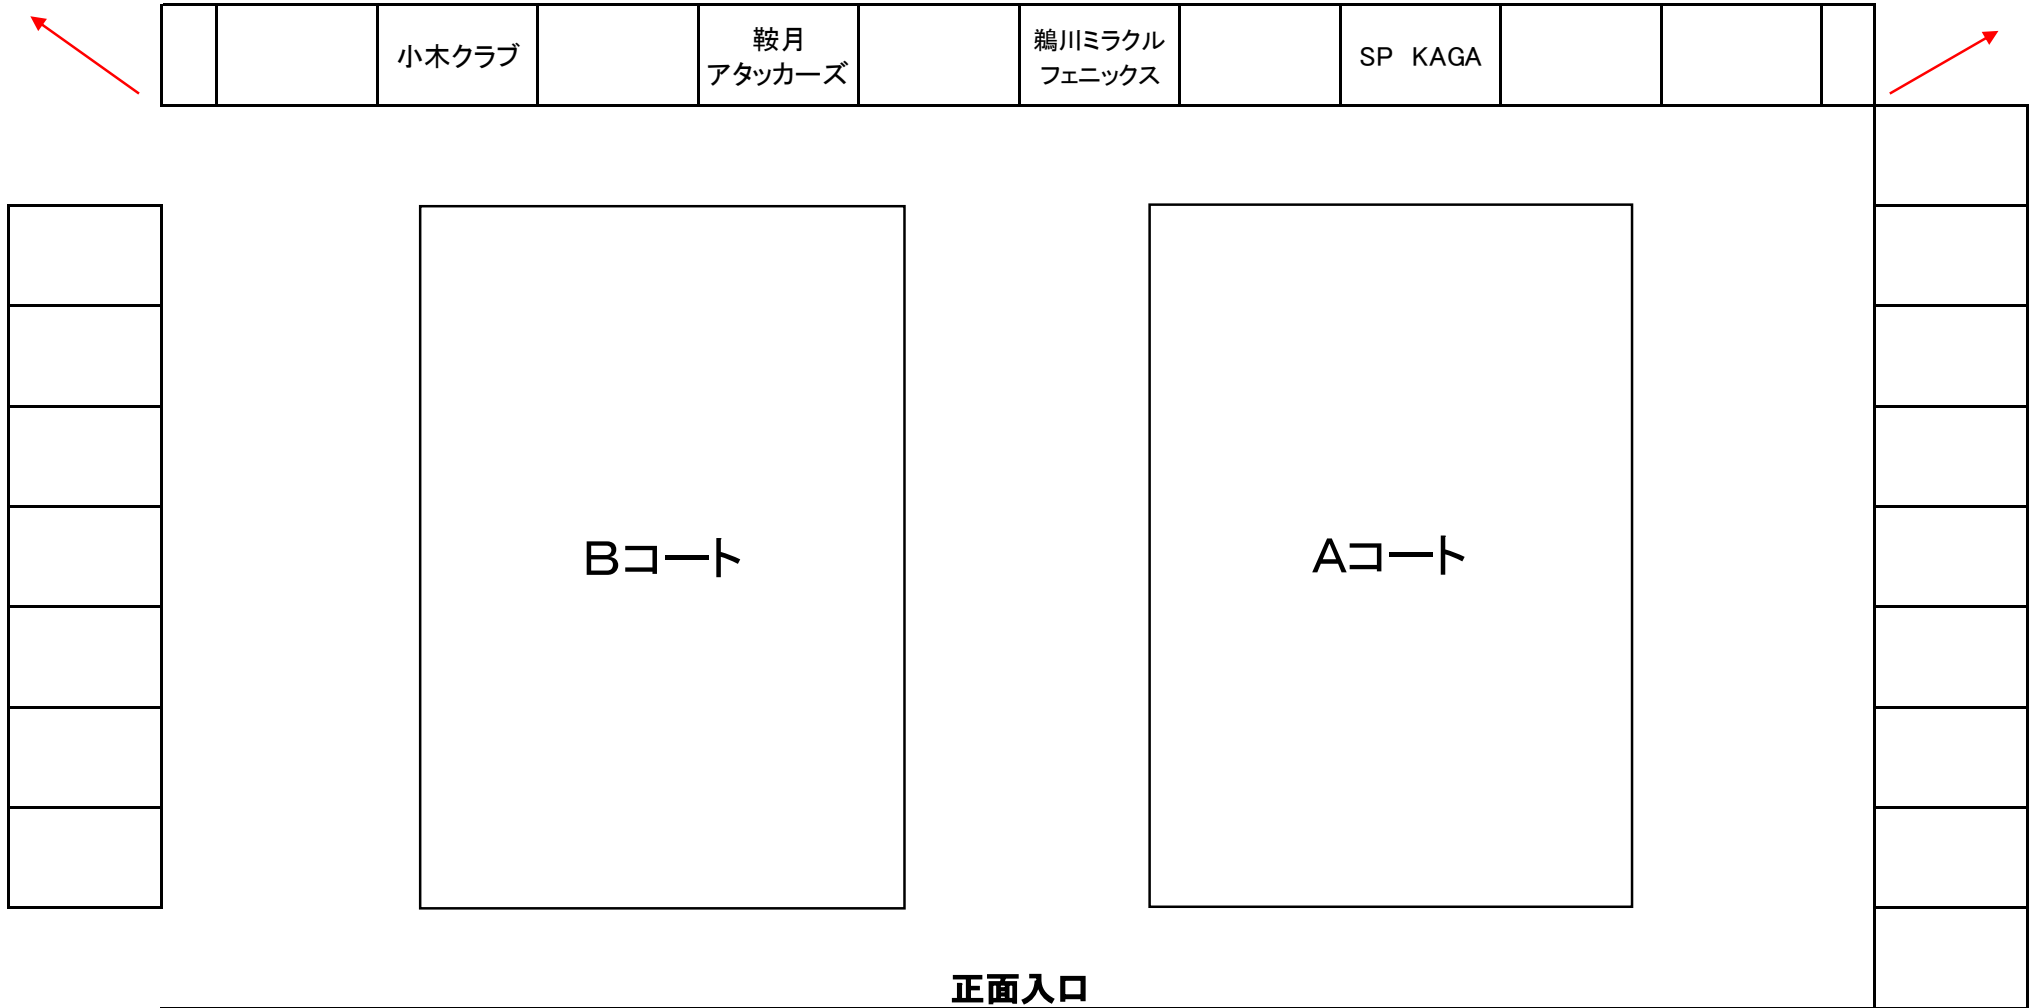 小木クラブ
鞍月
アタッカーズ
鵜川ミラクル
フェニックス
SP　KAGA
Bコート
Aコート
正面入口